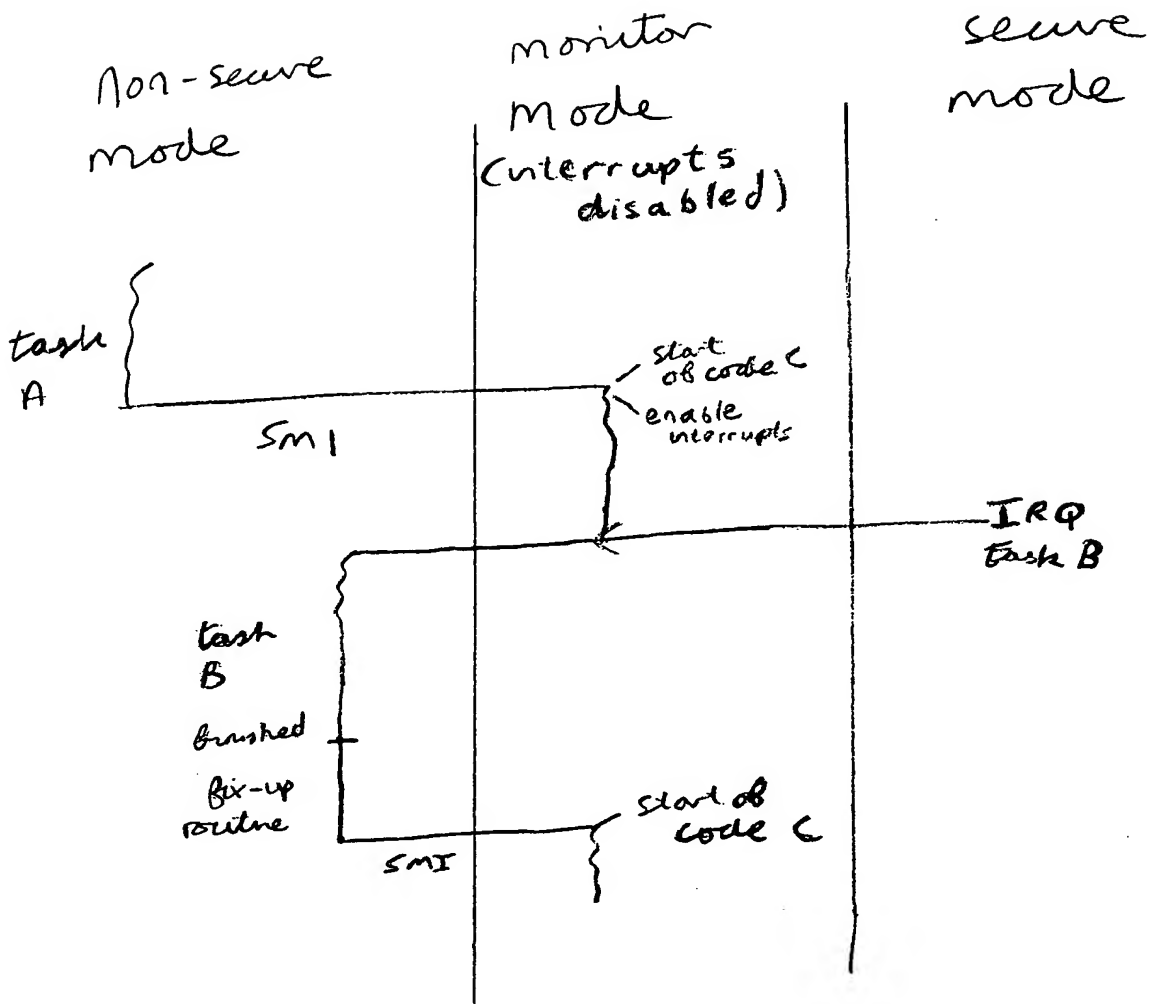 non-secure
mode
monitor
mode
(interrupts
disabled)
secure
mode
task
A
start
of code C
enable
interrupts
SMI
IRQ
task B
task
B
finished
fix-up
routine
start of
code C
SMI